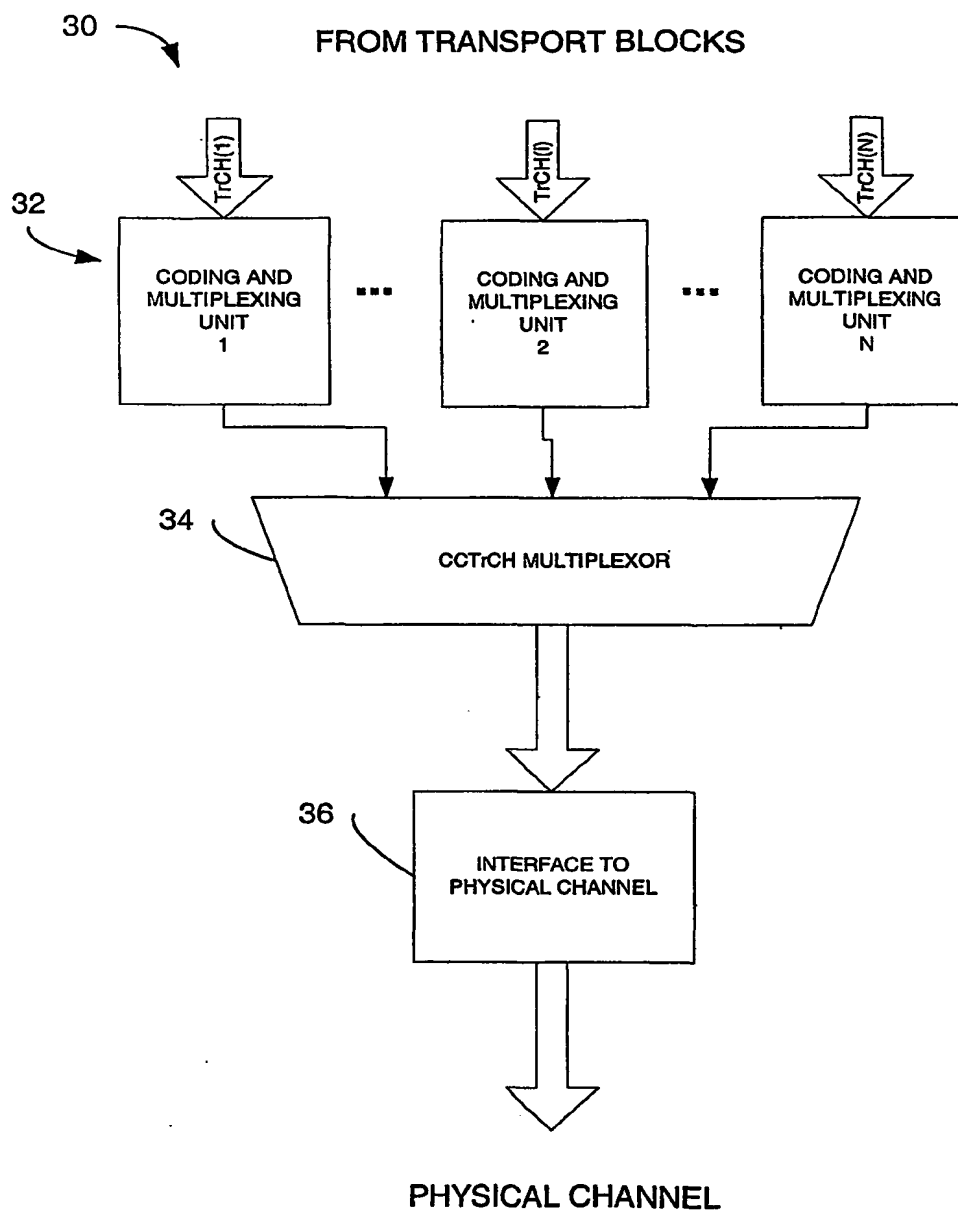 30
FROM TRANSPORT BLOCKS
TrCH(1)
TrCH(I)
TrCH(N)
32
CODING AND
MULTIPLEXING
UNIT
1
...
CODING AND
MULTIPLEXING
UNIT
2
...
CODING AND
MULTIPLEXING
UNIT
N
34
CCTrCH MULTIPLEXOR
36
INTERFACE TO
PHYSICAL CHANNEL
PHYSICAL CHANNEL